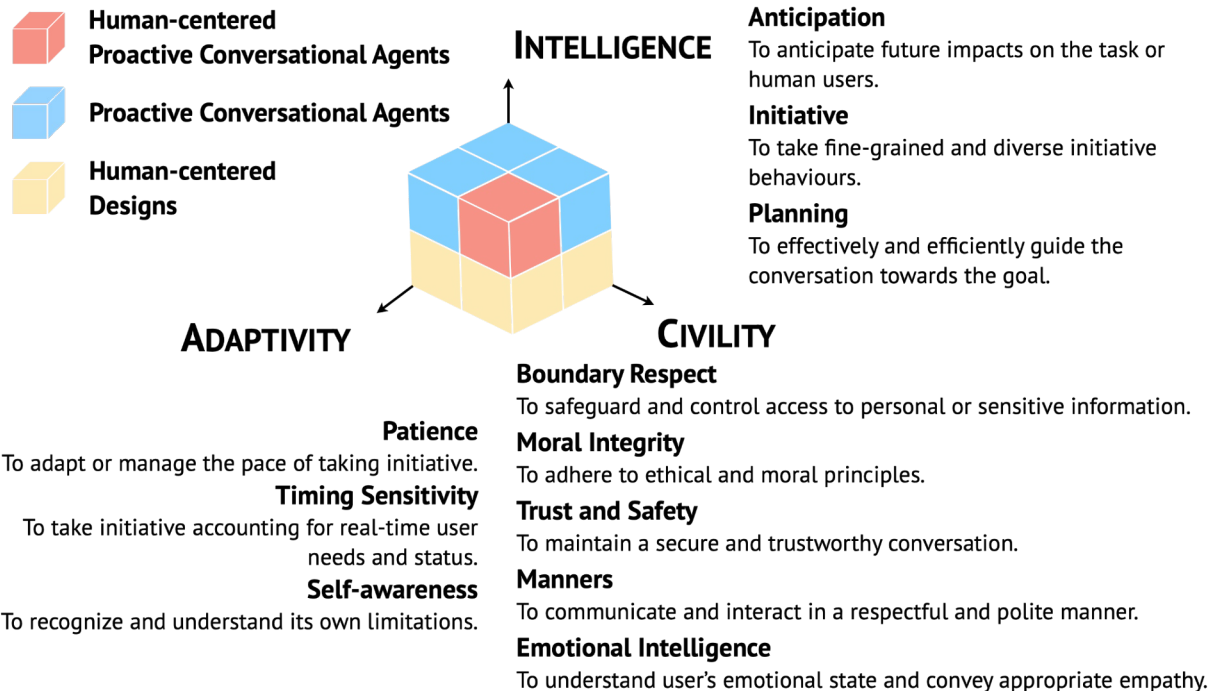 Human-centered
Proactive Conversational Agents
Proactive Conversational Agents
Human-centered
Designs
INTELLIGENCE
Anticipation
To anticipate future impacts on the task or
human users.
Initiative
To take fine-grained and diverse initiative
behaviours.
Planning
To effectively and efficiently guide the
conversation towards the goal.
ADAPTIVITY
Patience
To adapt or manage the pace of taking initiative.
Timing Sensitivity
To take initiative accounting for real-time user
needs and status.
Self-awareness
To recognize and understand its own limitations.
CIVILITY
Boundary Respect
To safeguard and control access to personal or sensitive information.
Moral Integrity
To adhere to ethical and moral principles.
Trust and Safety
To maintain a secure and trustworthy conversation.
Manners
To communicate and interact in a respectful and polite manner.
Emotional Intelligence
To understand user's emotional state and convey appropriate empathy.